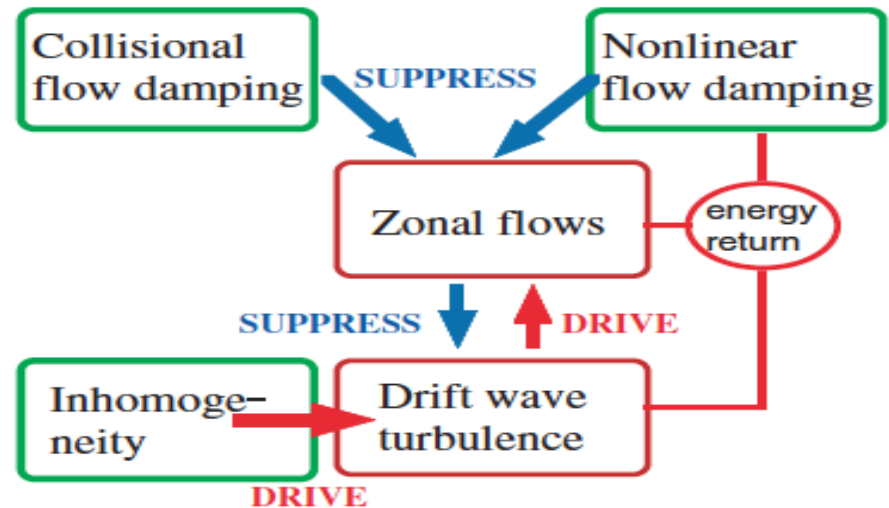 Collisional
flow damping
SUPPRESS
Nonlinear
flow damping
Zonal flows
energy
return
SUPPRESS
DRIVE
Inhomoge-
neity
Drift wave
turbulence
DRIVE